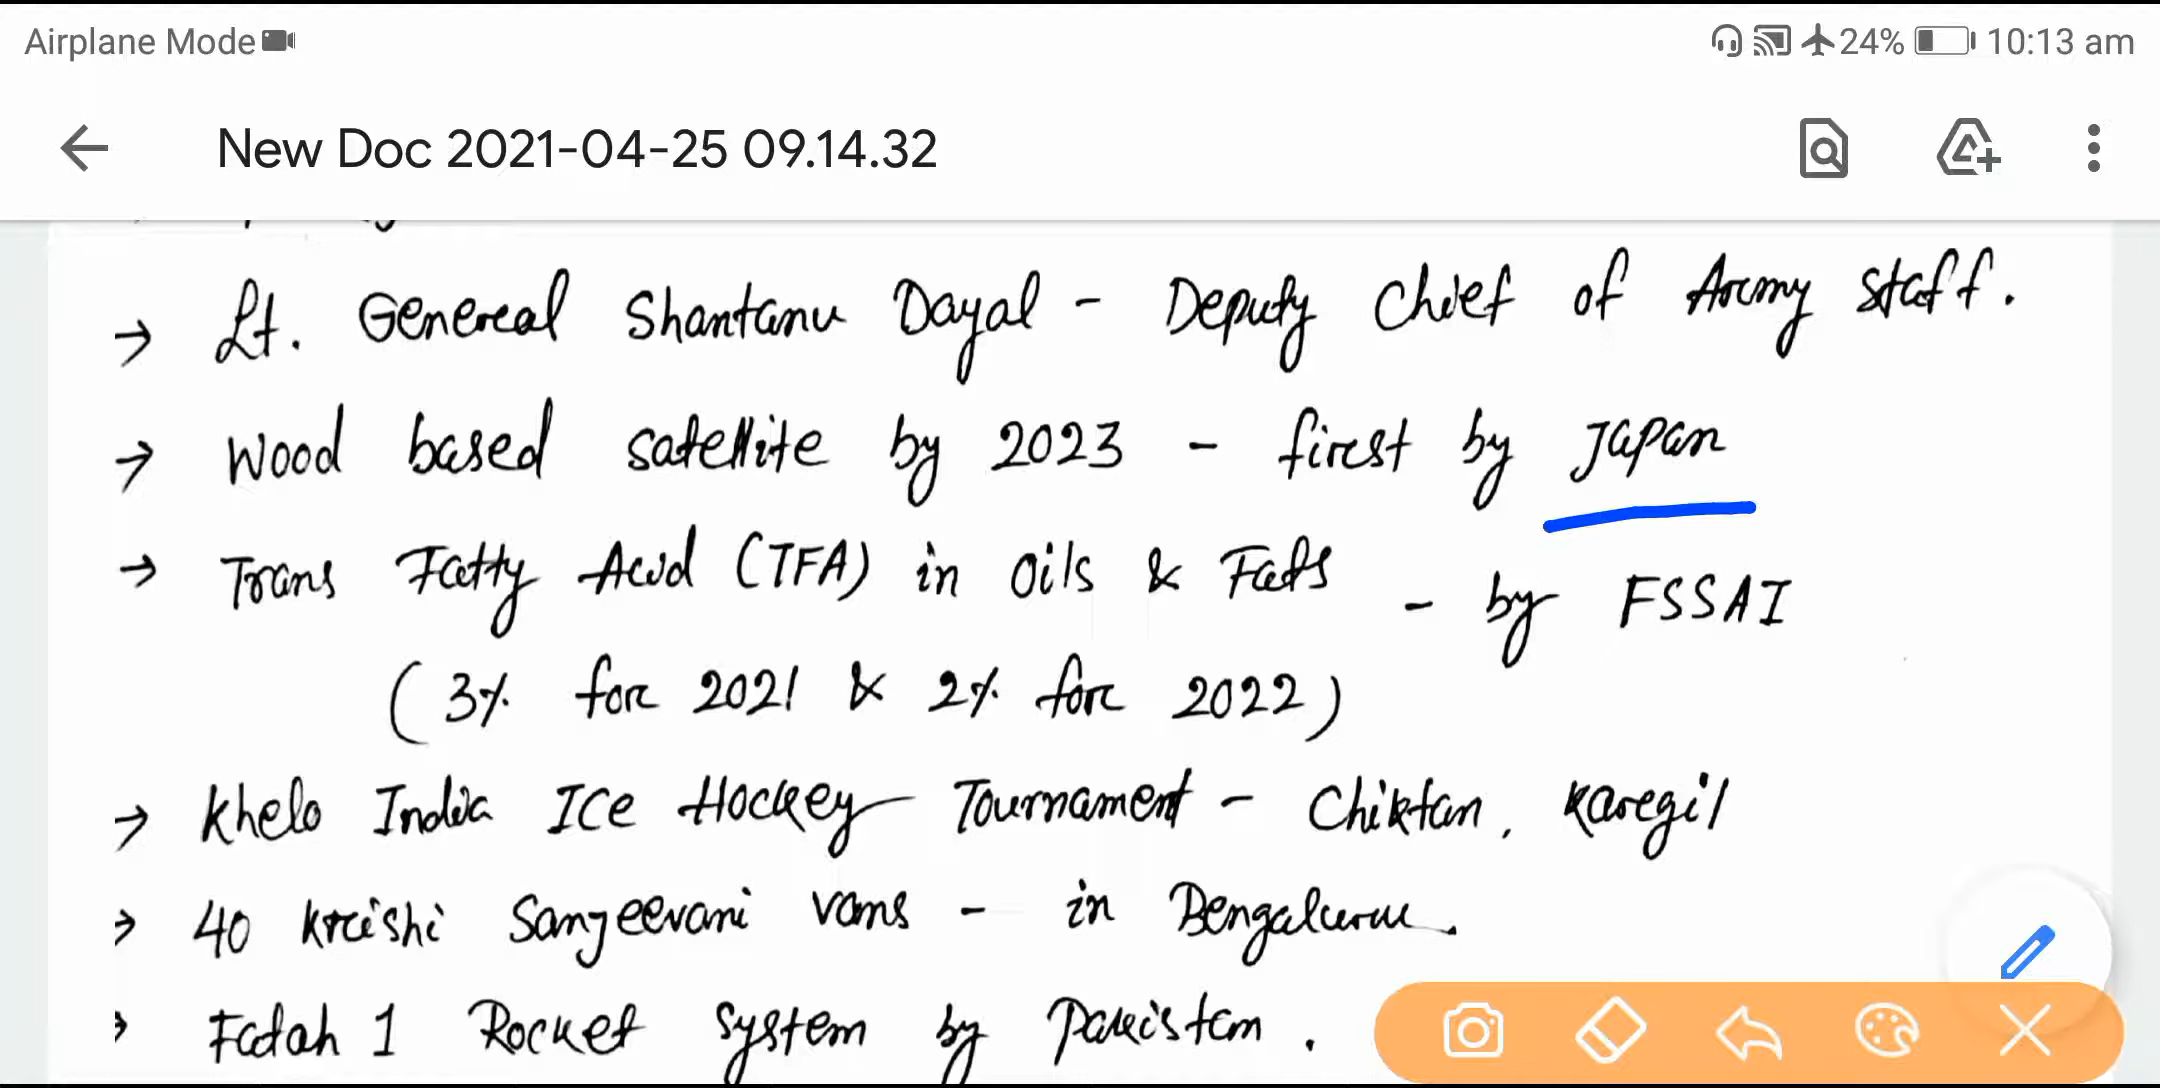 Airplane Mode 24% 10:13 am
New Doc 2021-04-25 09.14.32
→ Lt. General Shantanu Dayal - Deputy Chief of Army Staff.
→ Wood based satellite by 2023 - first by Japan
→ Trans Fatty Acid (TFA) in Oils & Fats - by FSSAI
(3% for 2021 & 2% for 2022)
→ Khelo India Ice Hockey Tournament - Chiktan, Kargil
→ 40 Krishi Sanjeevani vans - in Bengaluru.
→ Fatah 1 Rocket system by Pakistan.